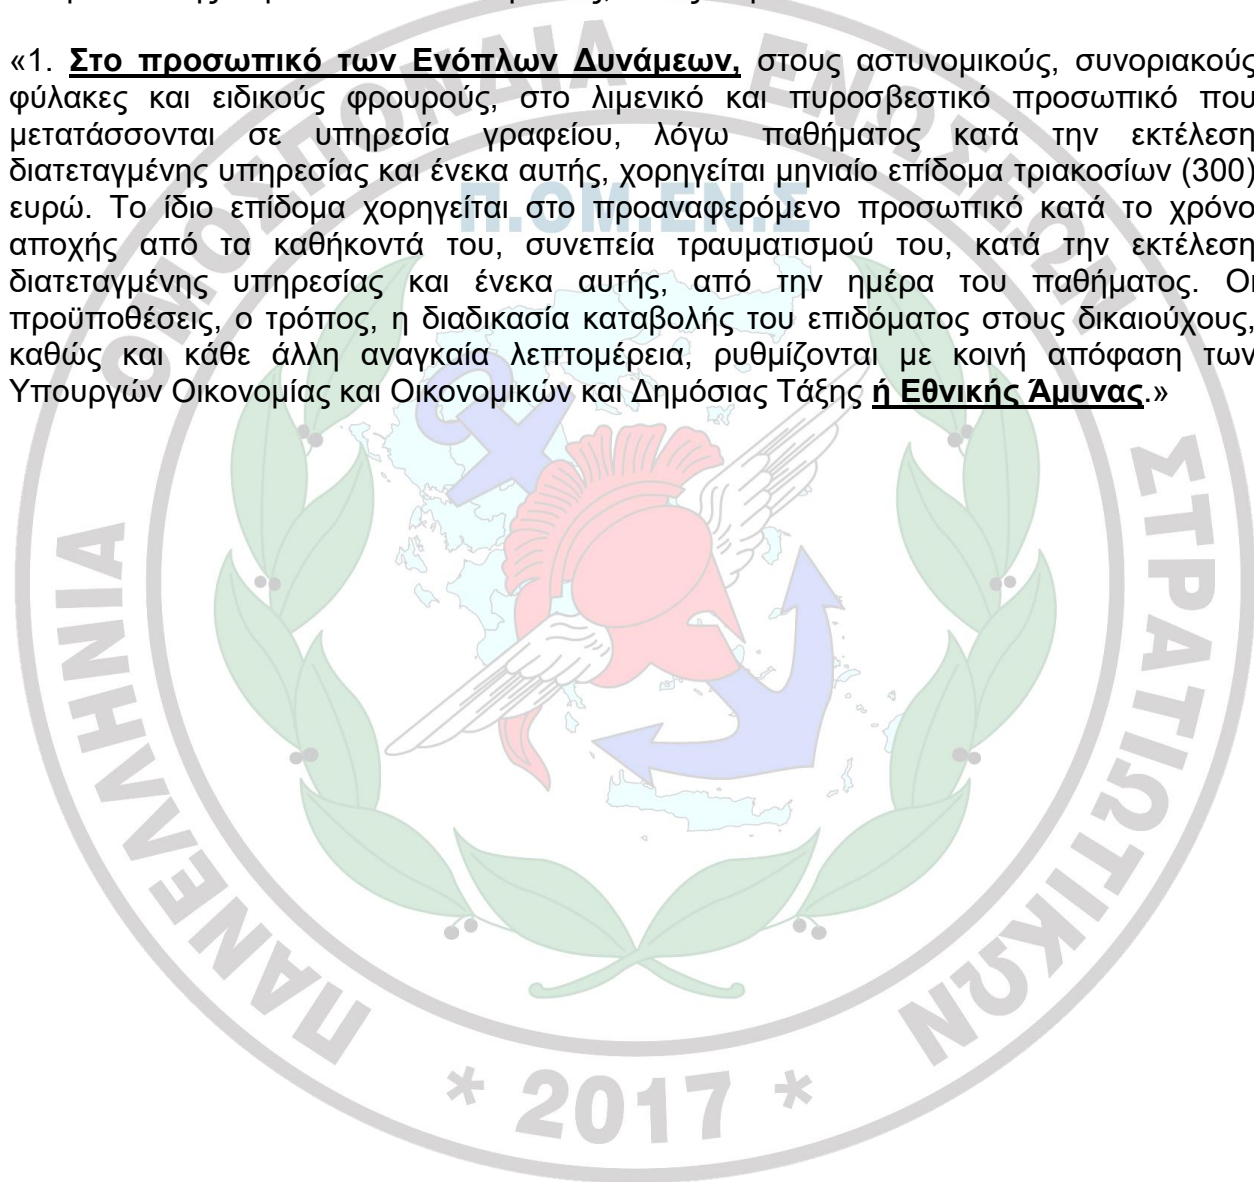 «1. Στο προσωπικό των Ενόπλων Δυνάμεων, στους αστυνομικούς, συνοριακούς
φύλακες και ειδικούς φρουρούς, στο λιμενικό και πυροσβεστικό προσωπικό που
μετατάσσονται σε υπηρεσία γραφείου, λόγω παθήματος κατά την εκτέλεση
διατεταγμένης υπηρεσίας και ένεκα αυτής, χορηγείται μηνιαίο επίδομα τριακοσίων (300)
ευρώ. Το ίδιο επίδομα χορηγείται στο προαναφερόμενο προσωπικό κατά το χρόνο
αποχής από τα καθήκοντά του, συνεπεία τραυματισμού του, κατά την εκτέλεση
διατεταγμένης υπηρεσίας και ένεκα αυτής, από την ημέρα του παθήματος. Οι
προϋποθέσεις, ο τρόπος, η διαδικασία καταβολής του επιδόματος στους δικαιούχους,
καθώς και κάθε άλλη αναγκαία λεπτομέρεια, ρυθμίζονται με κοινή απόφαση των
Υπουργών Οικονομίας και Οικονομικών και Δημόσιας Τάξης ή Εθνικής Άμυνας.»
ΠΑΝΕΛΛΗΝΙΑ ΟΜΟΣΠΟΝΔΙΑ ΕΝΩΣΕΩΝ ΣΤΡΑΤΙΩΤΙΚΩΝ
Π.ΟΜ.ΕΝ.Σ
* 2017 *